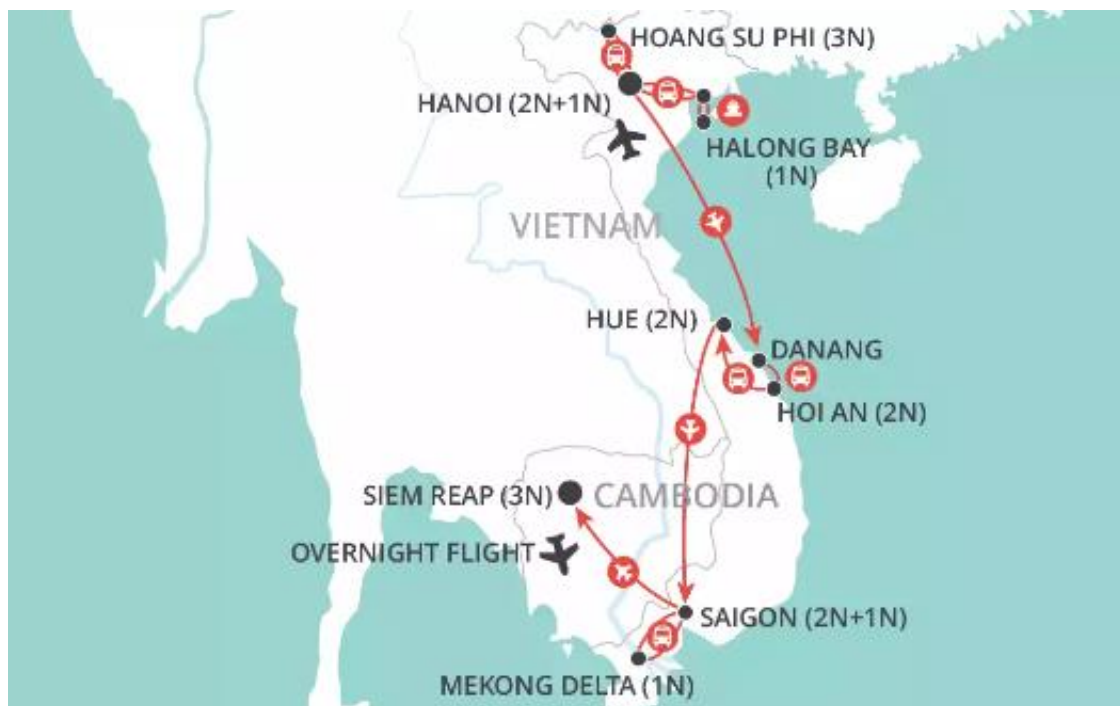 HOANG SU PHI (3N)
HANOI (2N+1N)
HALONG BAY
(1N)
VIETNAM
HUE (2N)
DANANG
HOI AN (2N)
SIEM REAP (3N)
CAMBODIA
OVERNIGHT FLIGHT
SAIGON (2N+1N)
MEKONG DELTA (1N)